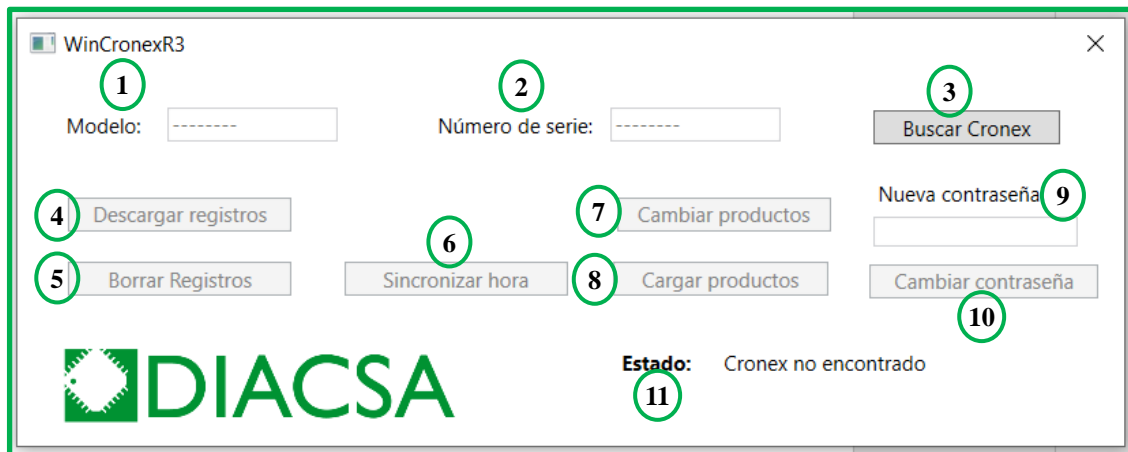 WinCronexR3
1
2
3
Modelo:
--------
Número de serie:
--------
Buscar Cronex
Nueva contraseña
9
4
Descargar registros
7
Cambiar productos
6
5
Borrar Registros
Sincronizar hora
8
Cargar productos
Cambiar contraseña
10
DIACSA
Estado:
Cronex no encontrado
11